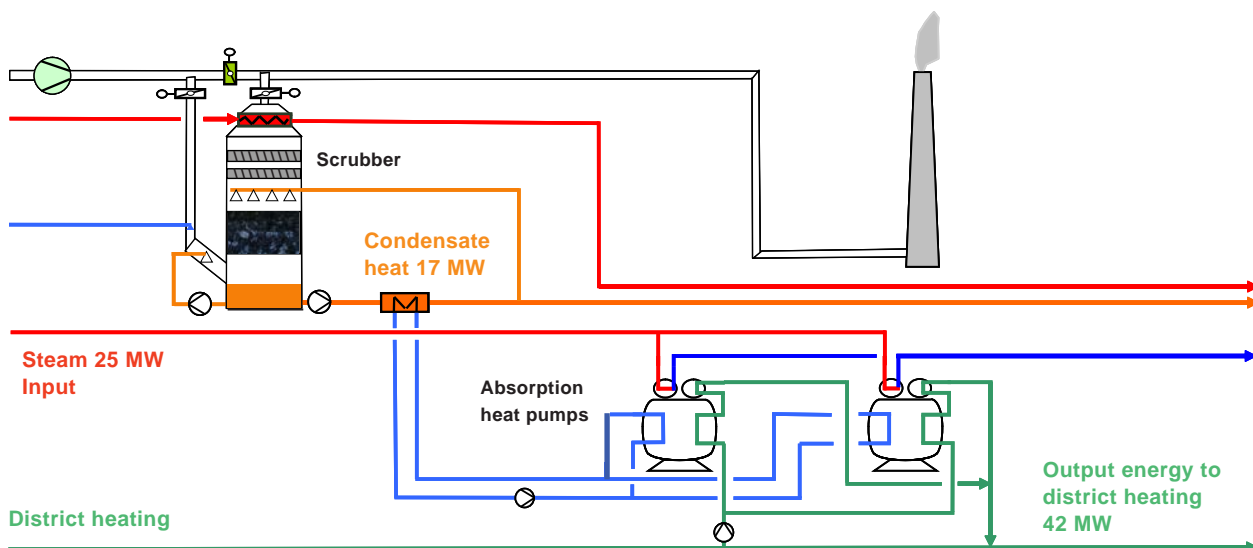 Scrubber
Condensate
heat 17 MW
Steam 25 MW
Input
Absorption
heat pumps
Output energy to
district heating
42 MW
District heating